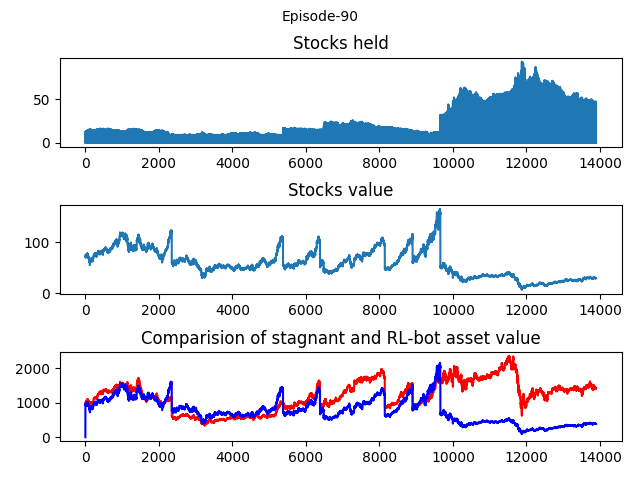 Episode-90
Stocks held
50
0
0 2000 4000 6000 8000 10000 12000 14000
Stocks value
100
0
0 2000 4000 6000 8000 10000 12000 14000
Comparision of stagnant and RL-bot asset value
2000
1000
0
0 2000 4000 6000 8000 10000 12000 14000